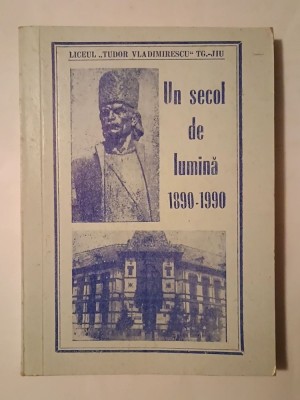 LICEUL „TUDOR VLADIMIRESCU" TG.-JIU
Un secol
de
lumină
1890-1990